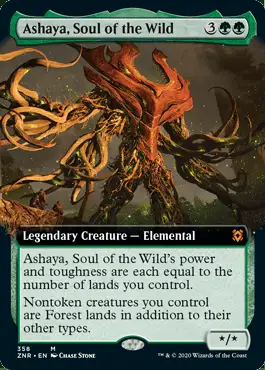 Ashaya, Soul of the Wild 3
Legendary Creature — Elemental
Ashaya, Soul of the Wild's power
and toughness are each equal to the
number of lands you control.
Nontoken creatures you control
are Forest lands in addition to their
other types.
*/*
358 M
ZNR • EN Chase Stone
™ & © 2020 Wizards of the Coast